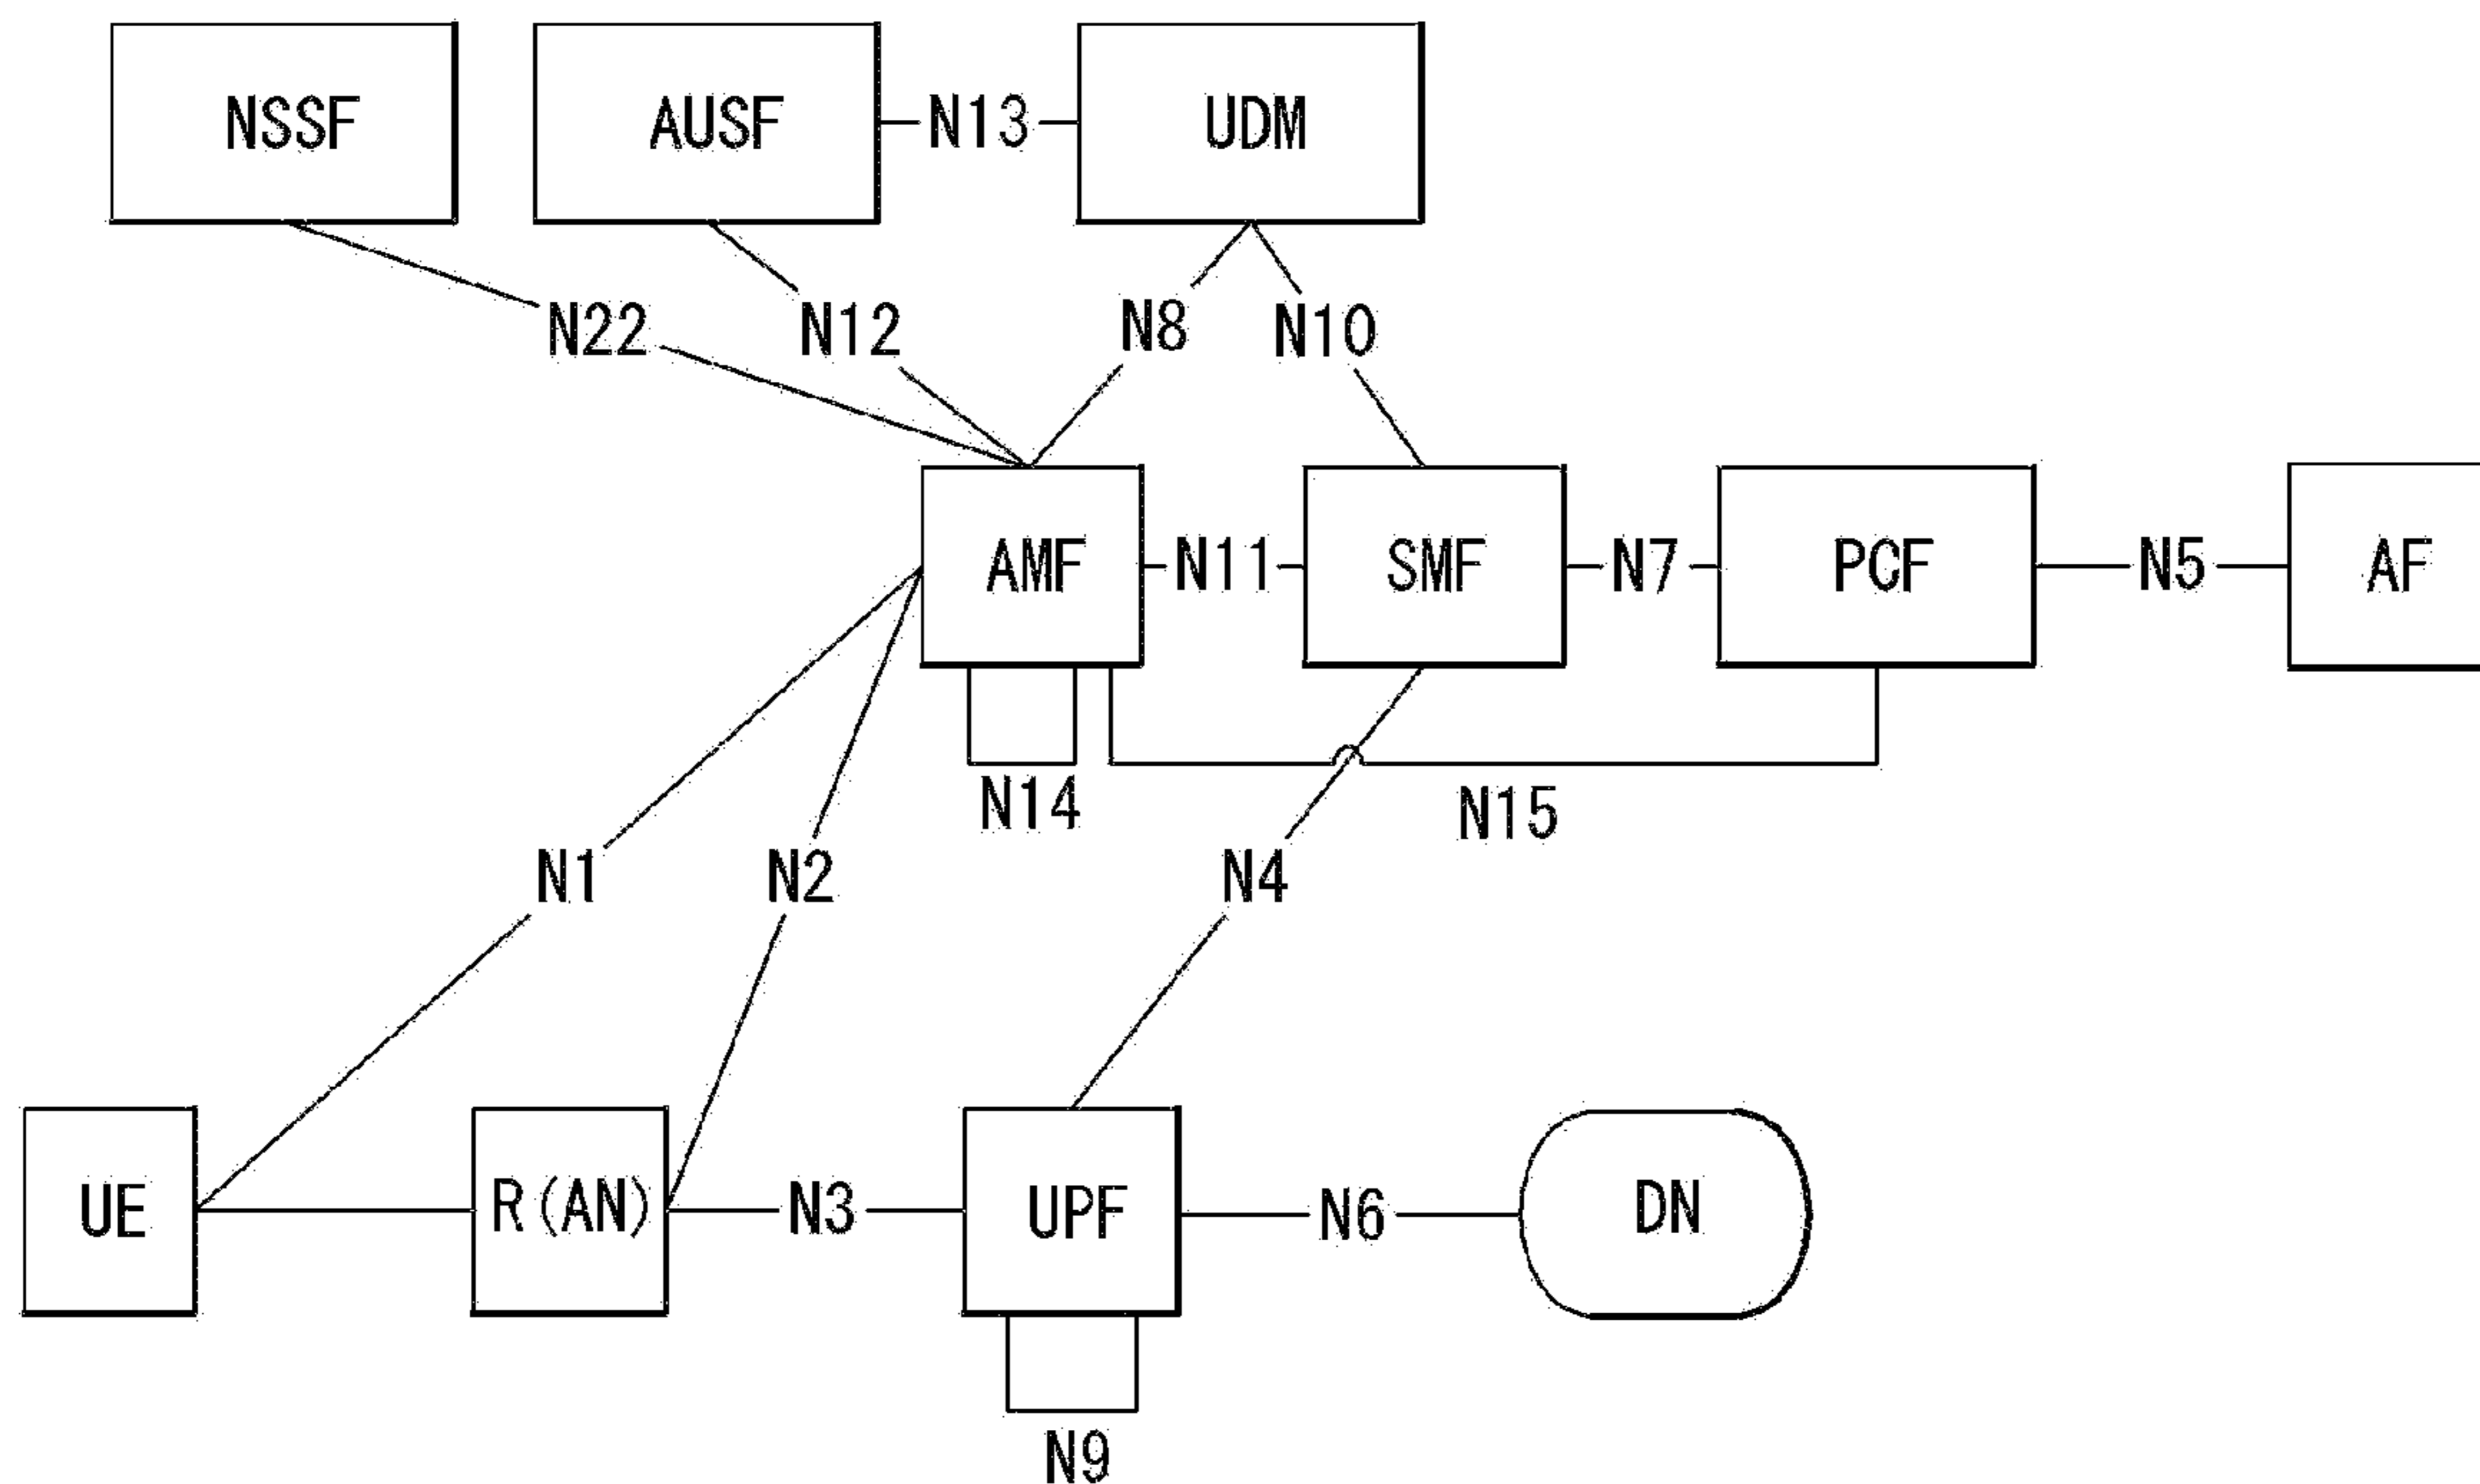 NSSF
AUSF
N13
UDM
N22
N12
N8
N10
AMF
N11
SMF
N7
PCF
N5
AF
N14
N15
N1
N2
N4
UE
R(AN)
N3
UPF
N6
DN
N9